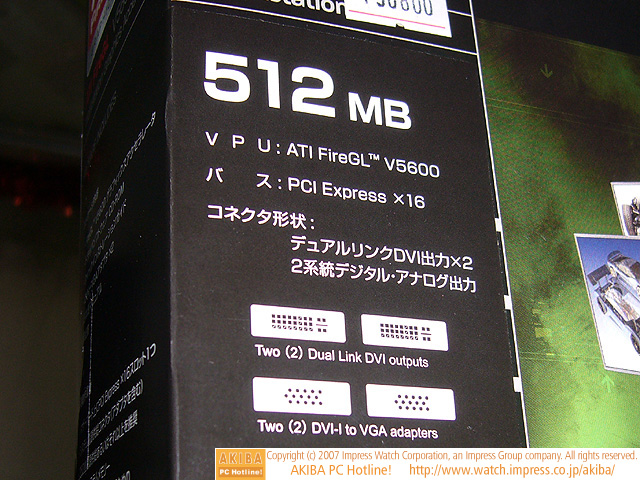 station
512 MB
V P U : ATI FireGL™ V5600
バ ス : PCI Express ×16
コネクタ形状 :
デュアルリンクDVI出力×2
2系統デジタル・アナログ出力
Two (2) Dual Link DVI outputs
Two (2) DVI-I to VGA adapters
AKIBA
PC Hotline!
Copyright (c) 2007 Impress Watch Corporation, an Impress Group company. All rights reserved.
AKIBA PC Hotline! http://www.watch.impress.co.jp/akiba/